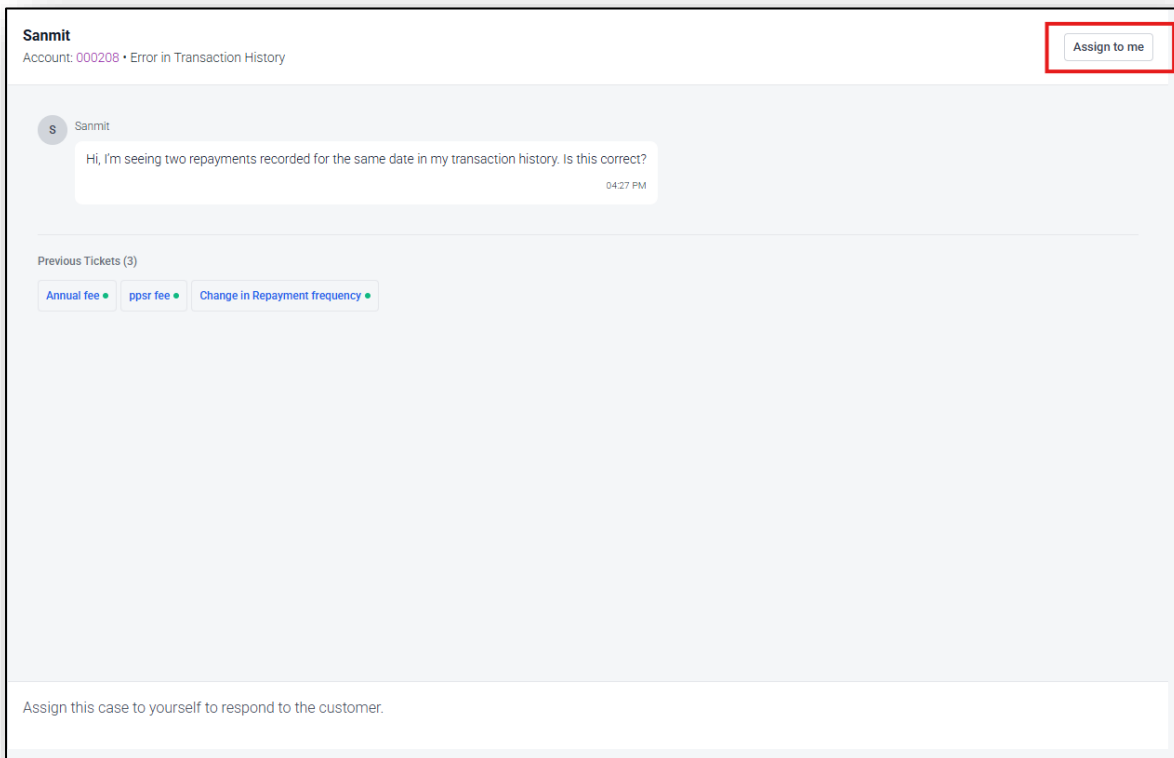 Sanmit
Account: 000208 • Error in Transaction History
Assign to me
S
Sanmit
Hi, I'm seeing two repayments recorded for the same date in my transaction history. Is this correct?
04:27 PM
Previous Tickets (3)
Annual fee • ppsr fee • Change in Repayment frequency •
Assign this case to yourself to respond to the customer.